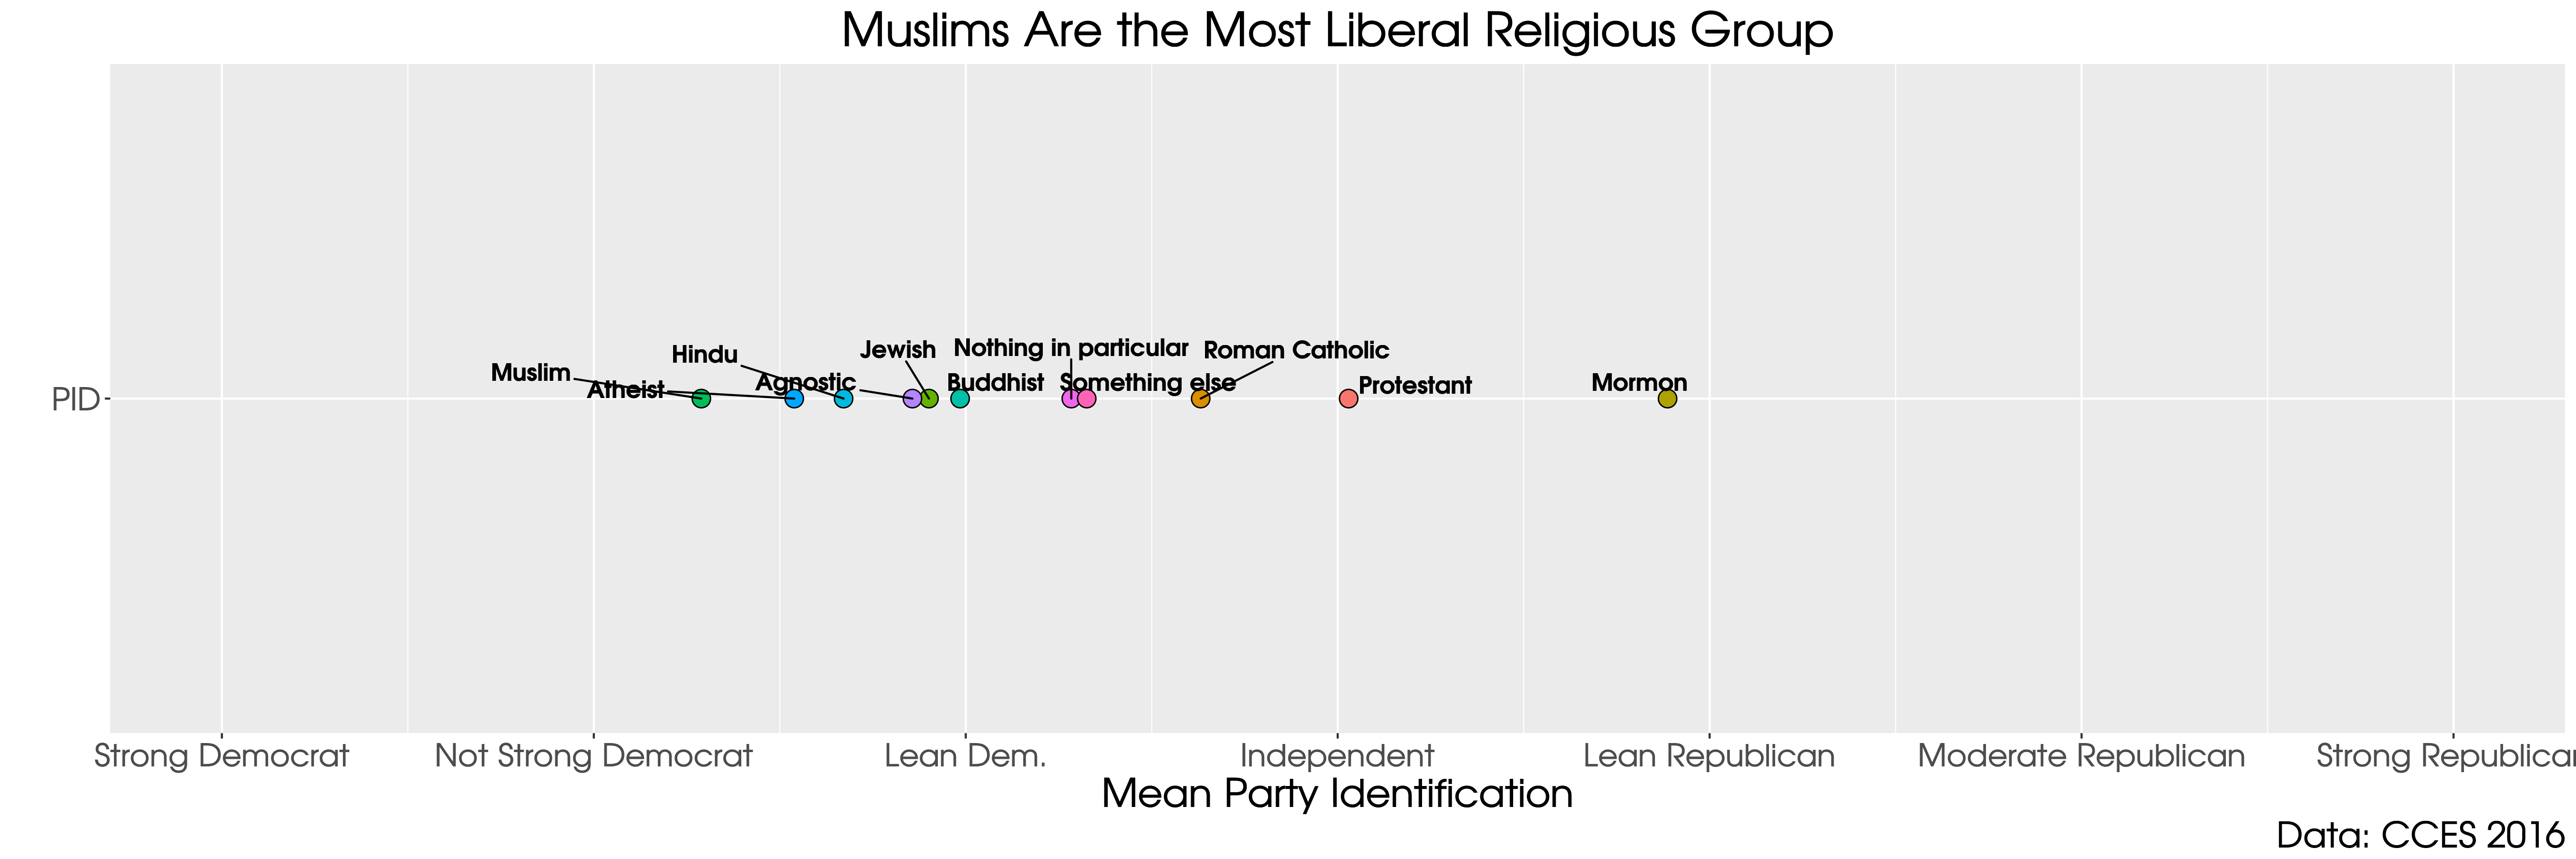 Muslims Are the Most Liberal Religious Group
Muslim
Atheist
Hindu
Agnostic
Jewish
Nothing in particular
Buddhist
Something else
Roman Catholic
Protestant
Mormon
PID
Strong Democrat
Not Strong Democrat
Lean Dem.
Independent
Lean Republican
Moderate Republican
Strong Republica
Mean Party Identification
Data: CCES 2016